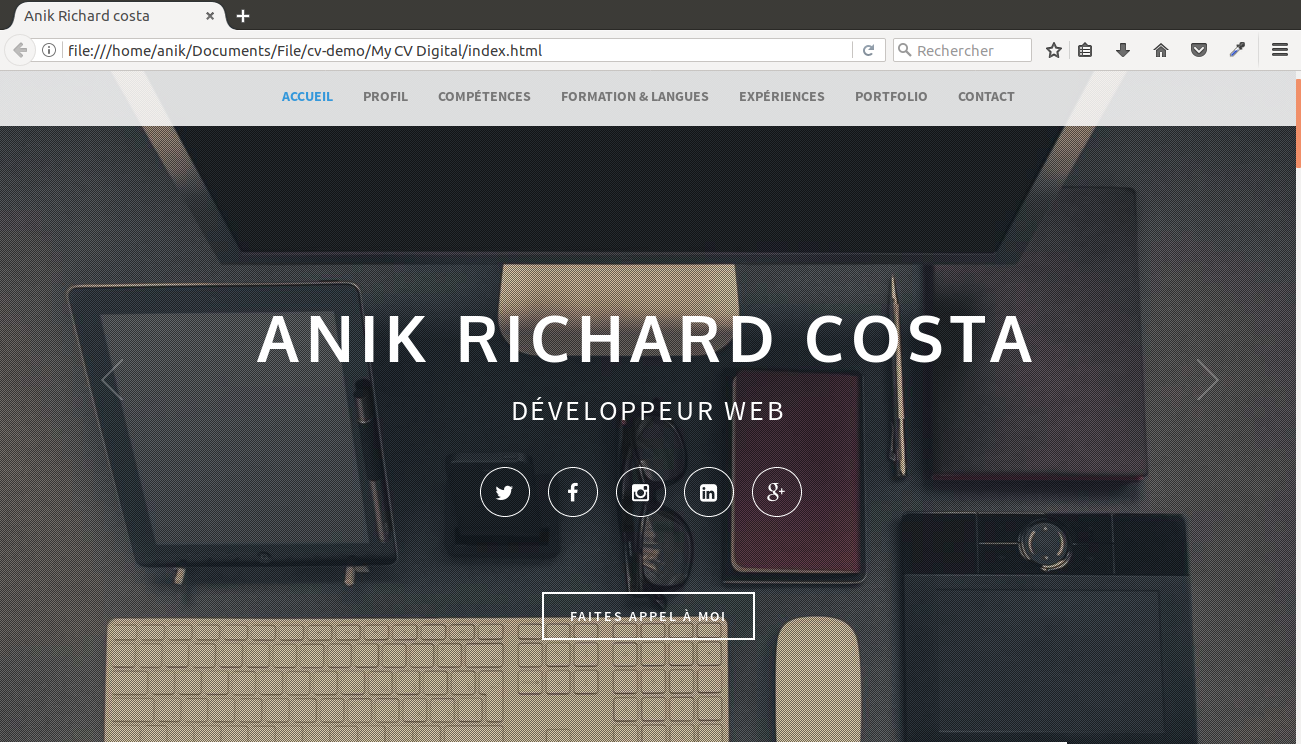 Anik Richard costa
file:///home/anik/Documents/File/cv-demo/My CV Digital/index.html
Rechercher
ACCUEIL PROFIL COMPÉTENCES FORMATION & LANGUES EXPÉRIENCES PORTFOLIO CONTACT
ANIK RICHARD COSTA
DÉVELOPPEUR WEB
FAITES APPEL À MOI